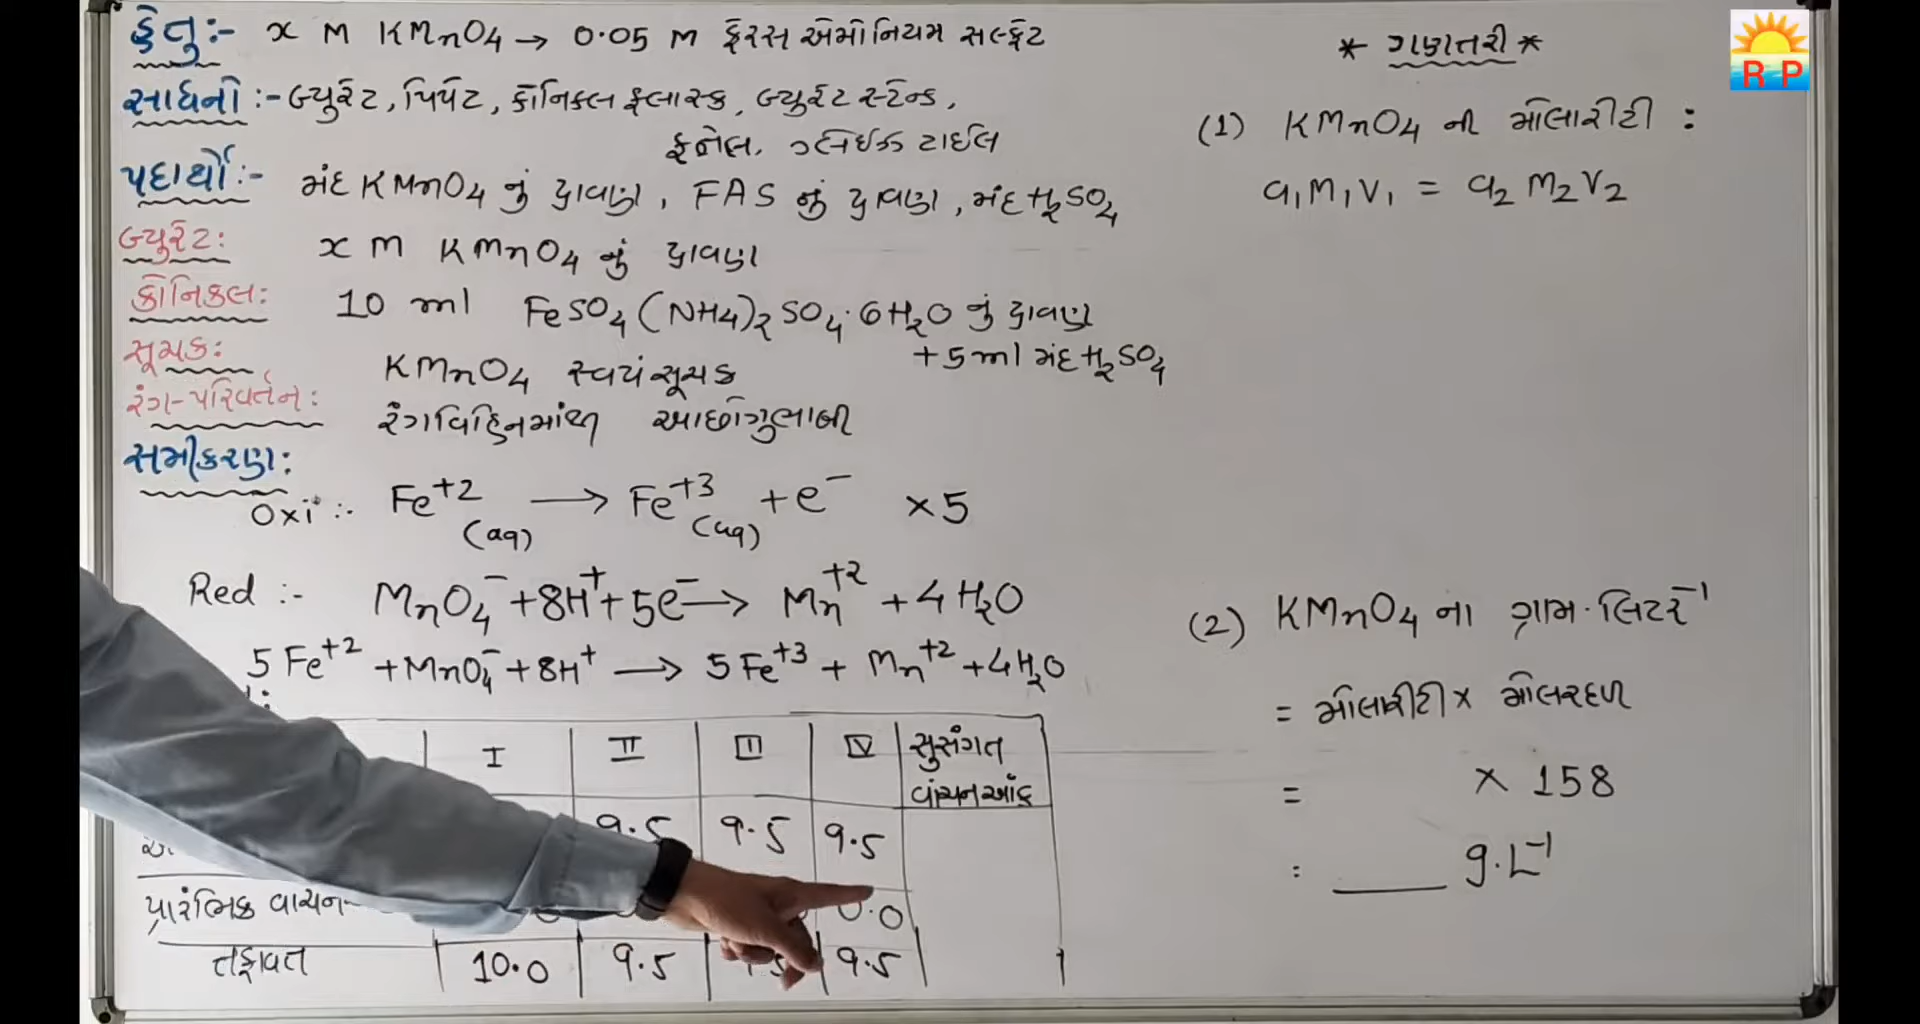 હેતુ:- x M KMnO4 → 0.05 M ફેરસ એમોનિયમ સલ્ફેટ
સાધનો :- બ્યુરેટ, પિપેટ, કોનિકલ ફ્લાસ્ક, બ્યુરેટ સ્ટેન્ડ,
ફનેલ, ગ્લેઈઝ ટાઈલ
પદાર્થો:- મંદ KMnO4 નું દ્રાવણ, FAS નું દ્રાવણ, મંદ H2SO4
બ્યુરેટ: x M KMnO4 નું દ્રાવણ
કોનિકલ: 10 ml FeSO4(NH4)2SO4·6H2O નું દ્રાવણ
+5ml મંદ H2SO4
સૂચક: KMnO4 સ્વયંસૂચક
રંગ-પરિવર્તન: રંગવિહિનમાંથી આછોગુલાબી
સમીકરણ:
Oxi :- Fe+2(aq) → Fe+3(aq) + e- ×5
Red :- MnO4- + 8H+ + 5e- → Mn+2 + 4H2O
5Fe+2 + MnO4- + 8H+ → 5Fe+3 + Mn+2 + 4H2O
I II III IV સુસંગત
વાંચનઆંક
9.5 9.5 9.5
પ્રારંભિક વાચન 0.0
તફાવત 10.0 9.5 9.5
* ગણતરી *
(1) KMnO4 ની મોલારીટી :
a1M1V1 = a2M2V2
(2) KMnO4 ના ગ્રામ·લિટર-1
= મોલારીટી × મોલરદળ
= × 158
: ____ g.L-1
R P